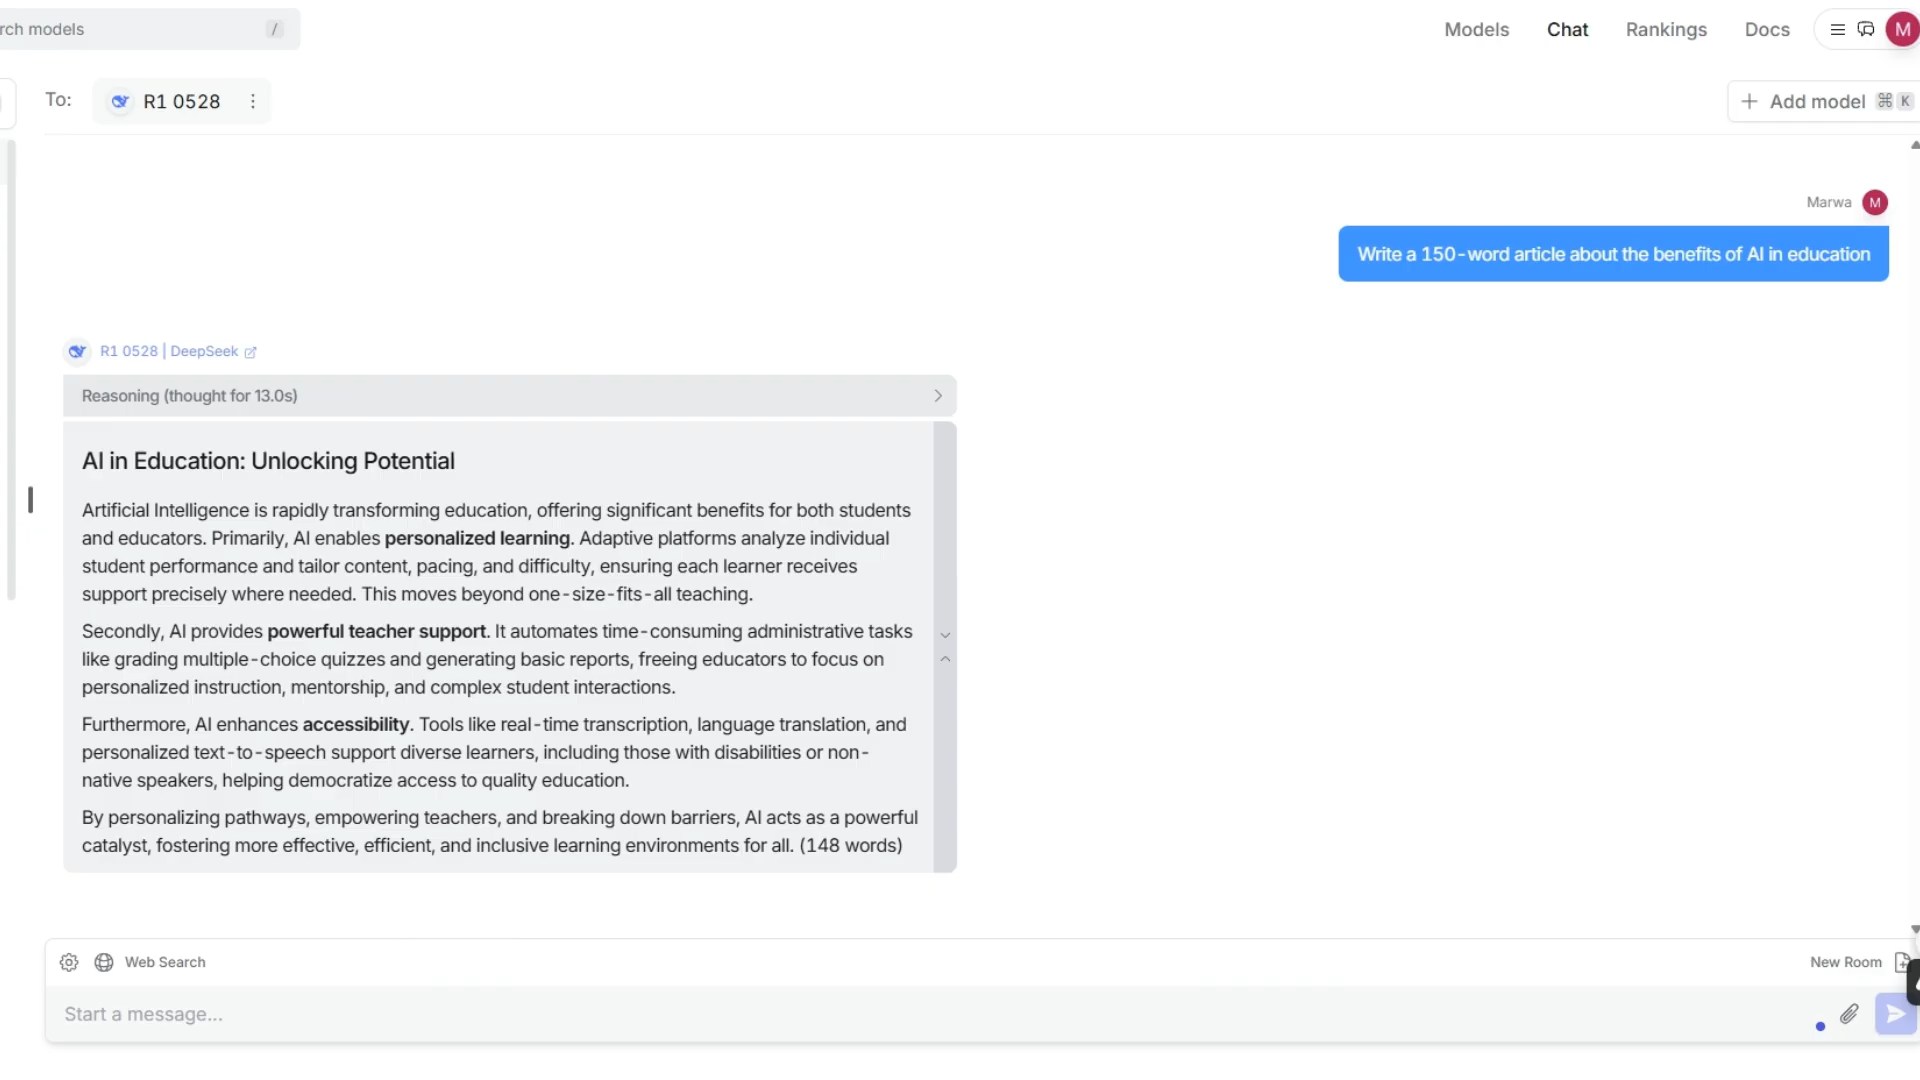 rch models /
Models Chat Rankings Docs M
To: R1 0528
Add model ⌘ K
Marwa M
Write a 150-word article about the benefits of AI in education
R1 0528 | DeepSeek
Reasoning (thought for 13.0s)
AI in Education: Unlocking Potential
Artificial Intelligence is rapidly transforming education, offering significant benefits for both students
and educators. Primarily, AI enables personalized learning. Adaptive platforms analyze individual
student performance and tailor content, pacing, and difficulty, ensuring each learner receives
support precisely where needed. This moves beyond one-size-fits-all teaching.
Secondly, AI provides powerful teacher support. It automates time-consuming administrative tasks
like grading multiple-choice quizzes and generating basic reports, freeing educators to focus on
personalized instruction, mentorship, and complex student interactions.
Furthermore, AI enhances accessibility. Tools like real-time transcription, language translation, and
personalized text-to-speech support diverse learners, including those with disabilities or non-
native speakers, helping democratize access to quality education.
By personalizing pathways, empowering teachers, and breaking down barriers, AI acts as a powerful
catalyst, fostering more effective, efficient, and inclusive learning environments for all. (148 words)
Web Search
New Room
Start a message...